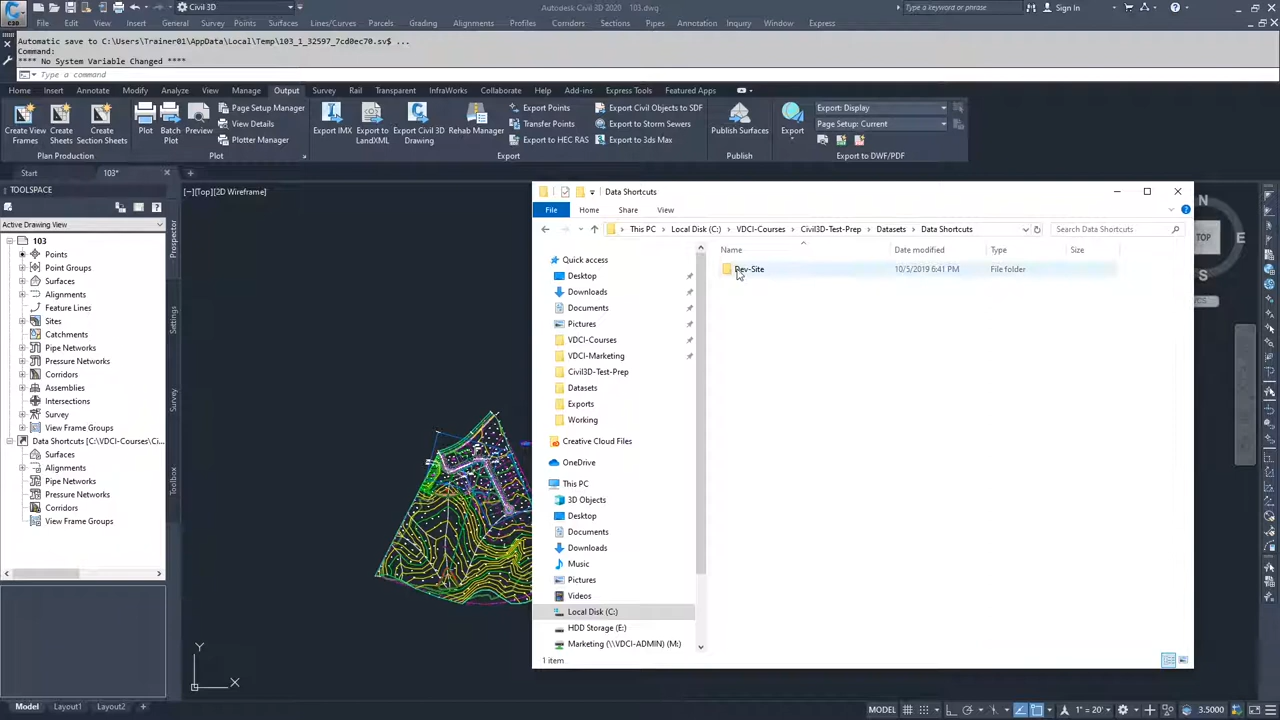 C3D Civil 3D Autodesk Civil 3D 2020 103.dwg Type a keyword or phrase Sign In
File Edit View Insert General Survey Points Surfaces Lines/Curves Parcels Grading Alignments Profiles Corridors Sections Pipes Annotation Inquiry Window Express
Automatic save to C:\Users\Trainer01\AppData\Local\Temp\103_1_32597_7cd0ec70.sv$ ...
Command:
**** No System Variable Changed ****
Type a command
Home Insert Annotate Modify Analyze View Manage Output Survey Rail Transparent InfraWorks Collaborate Help Add-ins Express Tools Featured Apps
Page Setup Manager Export Points Export Civil Objects to SDF Export: Display
View Details Transfer Points Export to Storm Sewers Page Setup: Current
Create View Frames Create Sheets Create Section Sheets Plot Batch Plot Preview Plotter Manager Export IMX Export to LandXML Export Civil 3D Drawing Rehab Manager Export to HEC RAS Export to 3ds Max Publish Surfaces Export
Plan Production Plot Export Publish Export to DWF/PDF
Start 103*
TOOLSPACE
Active Drawing View
103
Points
Point Groups
Surfaces
Alignments
Feature Lines
Sites
Catchments
Pipe Networks
Pressure Networks
Corridors
Assemblies
Intersections
Survey
View Frame Groups
Data Shortcuts [C:\VDCI-Courses\Ci...
Surfaces
Alignments
Pipe Networks
Pressure Networks
Corridors
View Frame Groups
Prospector
Settings
Survey
Toolbox
[−][Top][2D Wireframe]
Data Shortcuts
File Home Share View
This PC Local Disk (C:) VDCI-Courses Civil3D-Test-Prep Datasets Data Shortcuts Search Data Shortcuts
Name Date modified Type Size
Dev-Site 10/5/2019 6:41 PM File folder
Quick access
Desktop
Downloads
Documents
Pictures
VDCI-Courses
VDCI-Marketing
Civil3D-Test-Prep
Datasets
Exports
Working
Creative Cloud Files
OneDrive
This PC
3D Objects
Desktop
Documents
Downloads
Music
Pictures
Videos
Local Disk (C:)
HDD Storage (E:)
Marketing (\\VDCI-ADMIN) (M:)
1 item
N
TOP E
S
Y
X
Model Layout1 Layout2 MODEL 1" = 20' 3.5000